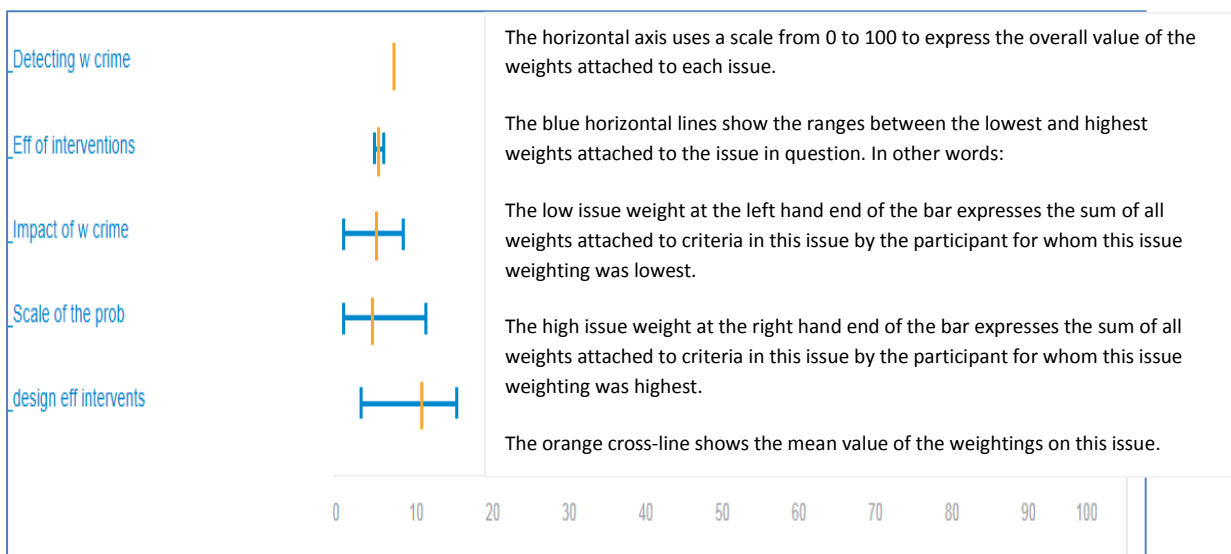 Detecting w crime
Eff of interventions
Impact of w crime
Scale of the prob
design eff intervents
The horizontal axis uses a scale from 0 to 100 to express the overall value of the
weights attached to each issue.
The blue horizontal lines show the ranges between the lowest and highest
weights attached to the issue in question. In other words:
The low issue weight at the left hand end of the bar expresses the sum of all
weights attached to criteria in this issue by the participant for whom this issue
weighting was lowest.
The high issue weight at the right hand end of the bar expresses the sum of all
weights attached to criteria in this issue by the participant for whom this issue
weighting was highest.
The orange cross-line shows the mean value of the weightings on this issue.
0 10 20 30 40 50 60 70 80 90 100